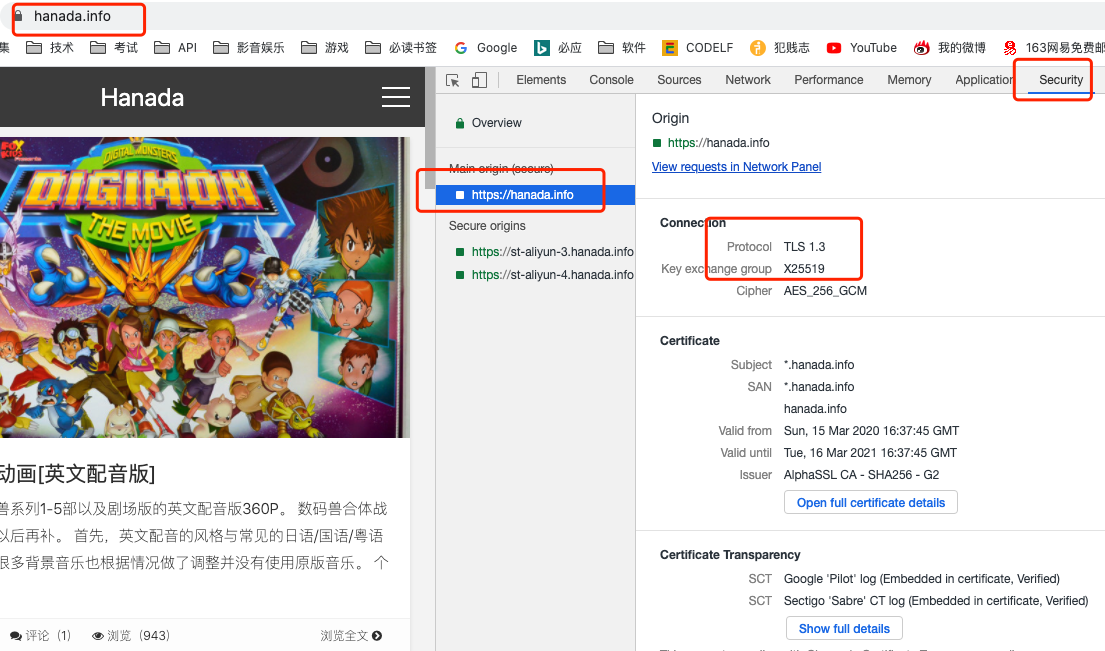 hanada.info
集 技术 考试 API 影音娱乐 游戏 必读书签 Google 必应 软件 CODELF 犯贱志 YouTube 我的微博 163网易免费邮
Hanada
FOX KIDS
DIGITAL MONSTERS
DIGIMON
THE MOVIE
动画[英文配音版]
兽系列1-5部以及剧场版的英文配音版360P。 数码兽合体战
以后再补。 首先，英文配音的风格与常见的日语/国语/粤语
很多背景音乐也根据情况做了调整并没有使用原版音乐。 个
评论（1） 浏览（943） 浏览全文
Elements Console Sources Network Performance Memory Application Security
Overview
Main origin (secure)
https://hanada.info
Secure origins
https://st-aliyun-3.hanada.info
https://st-aliyun-4.hanada.info
Origin
https://hanada.info
View requests in Network Panel
Connection
Protocol TLS 1.3
Key exchange group X25519
Cipher AES_256_GCM
Certificate
Subject *.hanada.info
SAN *.hanada.info
hanada.info
Valid from Sun, 15 Mar 2020 16:37:45 GMT
Valid until Tue, 16 Mar 2021 16:37:45 GMT
Issuer AlphaSSL CA - SHA256 - G2
Open full certificate details
Certificate Transparency
SCT Google 'Pilot' log (Embedded in certificate, Verified)
SCT Sectigo 'Sabre' CT log (Embedded in certificate, Verified)
Show full details